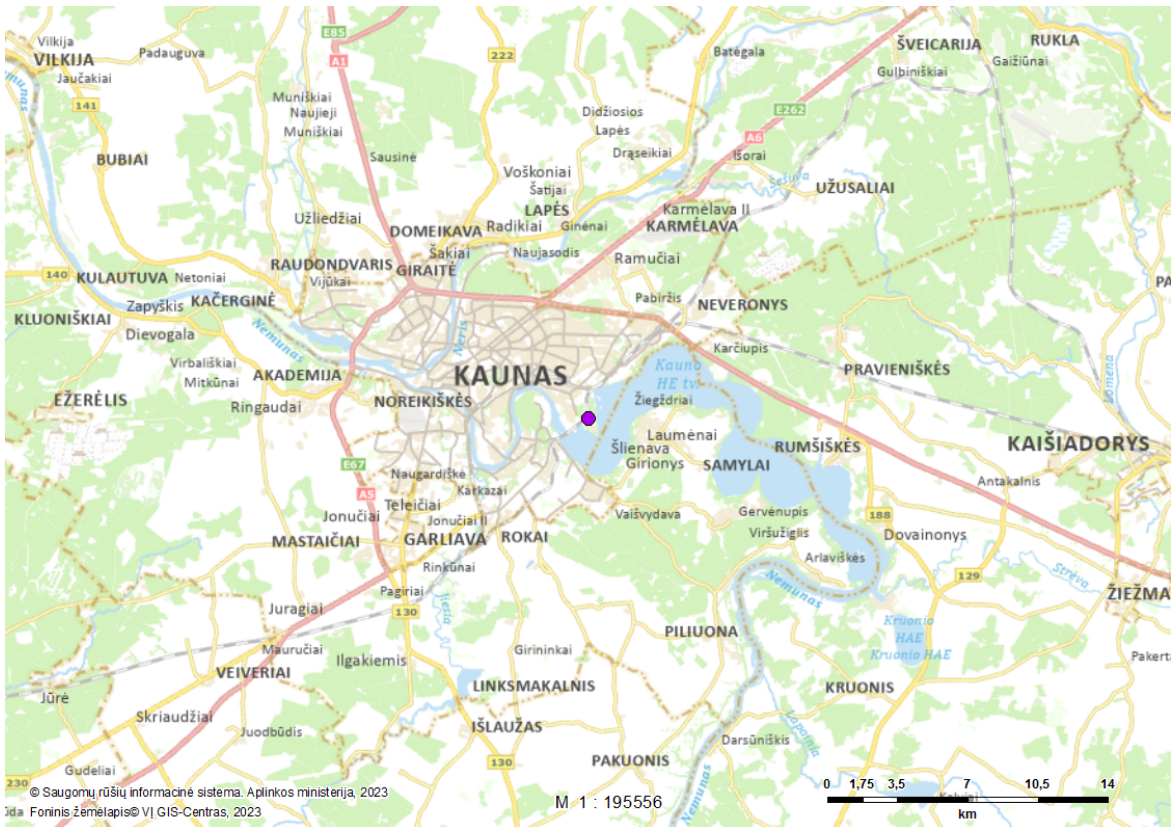 Vilkija
VILKIJA
Padauguva
E85
A1
222
Batėgala
ŠVEICARIJA
RUKLA
Gaižiūnai
Gulbiniškiai
Jaučakiai
Nemunas
141
Muniškiai
Naujieji
Muniškiai
Didžiosios
Lapės
E262
A6
BUBIAI
Sausinė
Drąseikiai
Išorai
Voškoniai
Šatijai
Šešuva
UŽUSALIAI
Užliedžiai
LAPĖS
Radikiai
Ginėnai
Karmėlava II
KARMĖLAVA
DOMEIKAVA
Šakiai
Naujasodis
Ramučiai
140
KULAUTUVA
Netoniai
RAUDONDVARIS
Vijūkai
GIRAITĖ
Zapyškis
KAČERGINĖ
Pabiržis
NEVERONYS
KLUONIŠKIAI
Dievogala
Nemunas
Neris
Karčiupis
Virbališkiai
Mitkūnai
AKADEMIJA
KAUNAS
Kauno
HE tv.
PRAVIENIŠKĖS
Lomena
EŽERĖLIS
Ringaudai
NOREIKIŠKĖS
Žiegždriai
Laumėnai
Šlienava
Girionys
RUMŠIŠKĖS
KAIŠIADORYS
SAMYLAI
E67
A5
Naugardiškė
Karkazai
Antakalnis
Teleičiai
Jonučiai
Jonučiai II
Vaišvydava
Gervėnupis
188
Viršužiglis
Dovainonys
MASTAIČIAI
GARLIAVA
ROKAI
Arlaviškės
Rinkūnai
Nemunas
129
Strėva
Pagiriai
ŽIEŽMA
Juragiai
130
Jiesia
Kruonio
HAE
Kruonio HAE
PILIUONA
Mauručiai
Ilgakiemis
Girininkai
Pakerta
VEIVERIAI
LINKSMAKALNIS
KRUONIS
Jūrė
Skriaudžiai
IŠLAUŽAS
Lapainia
Juodbūdis
Darsūniškis
130
PAKUONIS
Nemunas
Gudeliai
230
© Saugomų rūšių informacinė sistema. Aplinkos ministerija, 2023
Foninis žemėlapis© VĮ GIS-Centras, 2023
M 1 : 195556
0 1,75 3,5 7 10,5 14
km